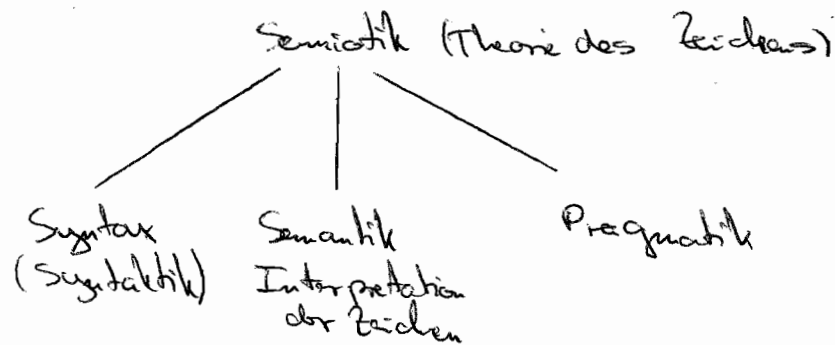 Semiotik (Theorie des Zeichens)
Syntax Semantik Pragmatik
(Syntaktik) Interpretation
der Zeichen